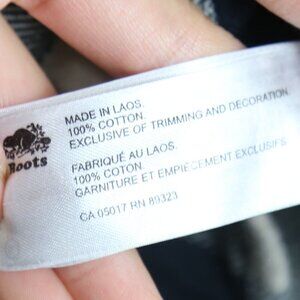 Roots
MADE IN LAOS.
100% COTTON.
EXCLUSIVE OF TRIMMING AND DECORATION.
FABRIQUÉ AU LAOS.
100% COTON.
GARNITURE ET EMPIÈCEMENT EXCLUSIFS
CA 05017 RN 89323